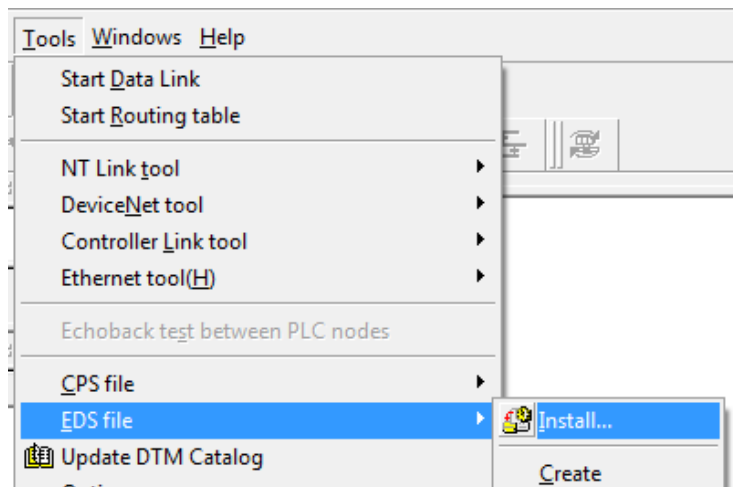 Tools Windows Help
Start Data Link
Start Routing table
NT Link tool
DeviceNet tool
Controller Link tool
Ethernet tool(H)
Echoback test between PLC nodes
CPS file
EDS file
Install...
Update DTM Catalog
Create